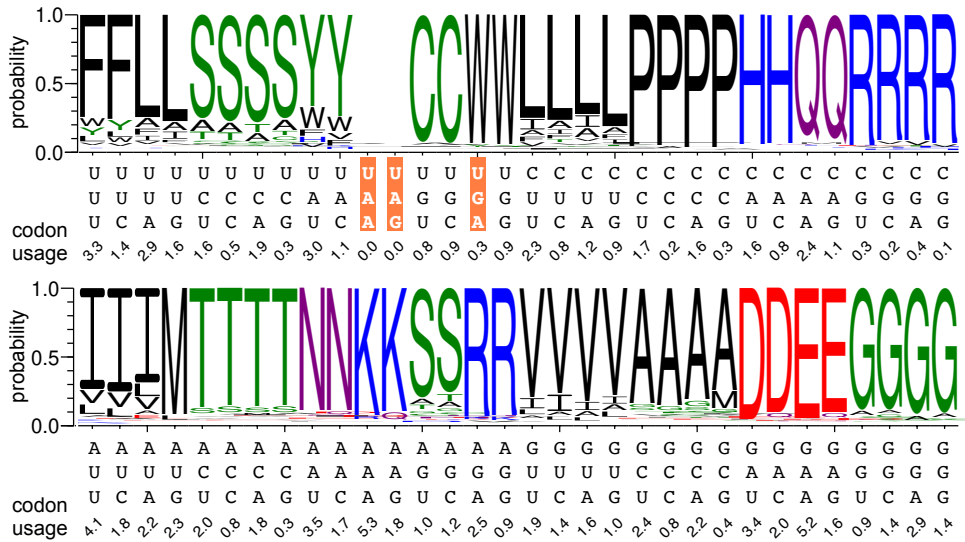 probability
1.0
F F L L S S S S Y Y C C W W L L L L P P P P H H Q Q R R R R
0.5
0.0
U U U U U U U U U U U U U U U U C C C C C C C C C C C C C C C C
U U U U C C C C A A A A G G G G U U U U C C C C A A A A G G G G
U C A G U C A G U C A G U C A G U C A G U C A G U C A G U C A G
codon
usage 3.3 1.4 2.9 1.6 1.6 0.5 1.9 0.3 3.0 1.1 0.0 0.0 0.8 0.9 0.3 0.9 2.3 0.8 1.2 0.9 1.7 0.2 1.6 0.3 1.6 0.8 2.4 1.1 0.3 0.2 0.4 0.1
probability
1.0
I I I M T T T T N N K K S S R R V V V V A A A A D D E E G G G G
0.5
0.0
A A A A A A A A A A A A A A A A G G G G G G G G G G G G G G G G
U U U U C C C C A A A A G G G G U U U U C C C C A A A A G G G G
U C A G U C A G U C A G U C A G U C A G U C A G U C A G U C A G
codon
usage 4.1 1.8 2.2 2.3 2.0 0.8 1.8 0.3 3.5 1.7 5.3 1.8 1.0 1.2 2.5 0.9 1.9 1.4 1.6 1.0 2.4 0.8 2.2 0.4 3.4 2.0 5.2 1.6 0.9 1.4 2.9 1.4